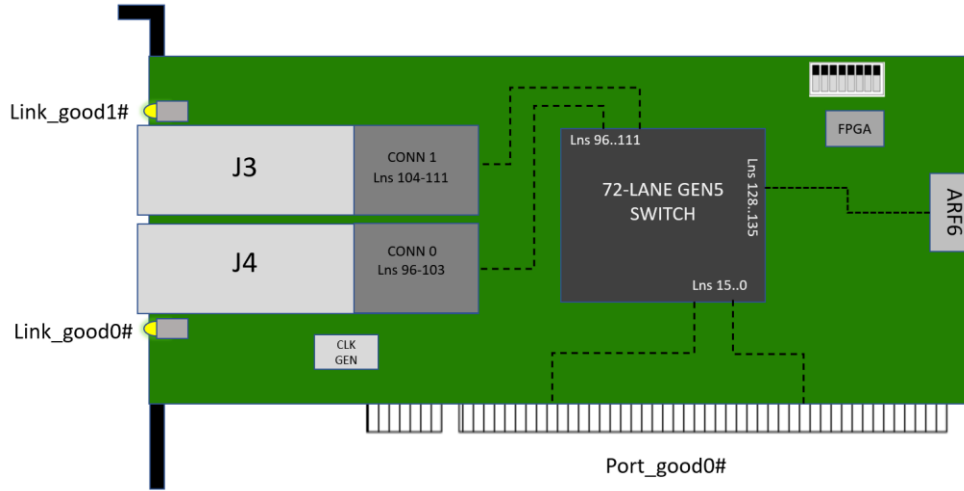 Link_good1#
J3
CONN 1
Lns 104-111
Lns 96..111
72-LANE GEN5
SWITCH
Lns 128..135
Lns 15..0
FPGA
ARF6
J4
CONN 0
Lns 96-103
Link_good0#
CLK
GEN
Port_good0#